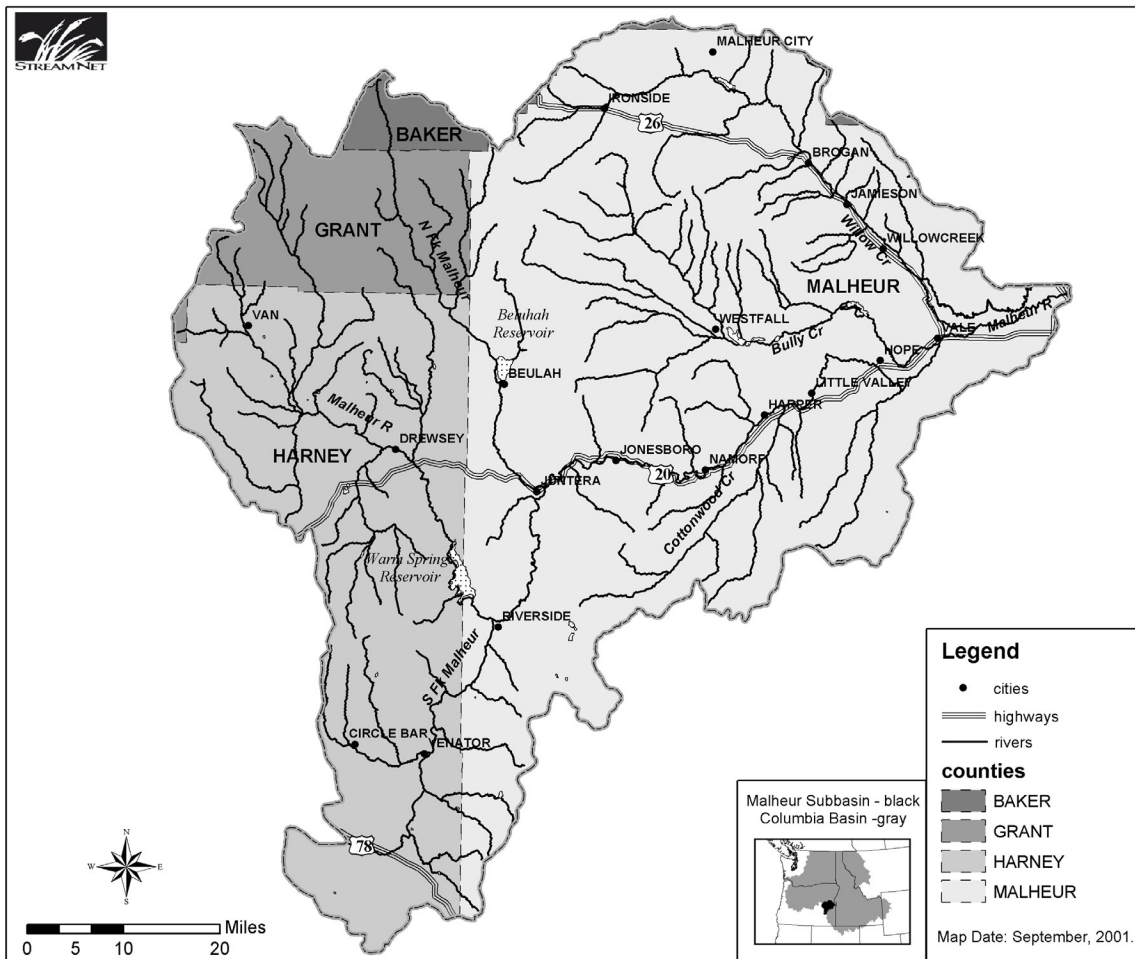 STREAMNET
MALHEUR CITY
IRONSIDE
26
BAKER
BROGAN
JAMIESON
GRANT
N Fk Malheur
Willow Cr
WILLOWCREEK
MALHEUR
VAN
Beluhah
Reservoir
WESTFALL
Bully Cr
Malheur R
VALE
HOPE
BEULAH
LITTLE VALLEY
Malheur R
HARPER
DREWSEY
HARNEY
JONESBORO
NAMORF
20
JUNTERA
Cottonwood Cr
Warm Springs
Reservoir
RIVERSIDE
S Fk Malheur
CIRCLE BAR
VENATOR
78
N
W
E
S
Miles
0 5 10 20
Legend
cities
highways
rivers
counties
BAKER
GRANT
HARNEY
MALHEUR
Malheur Subbasin - black
Columbia Basin -gray
Map Date: September, 2001.